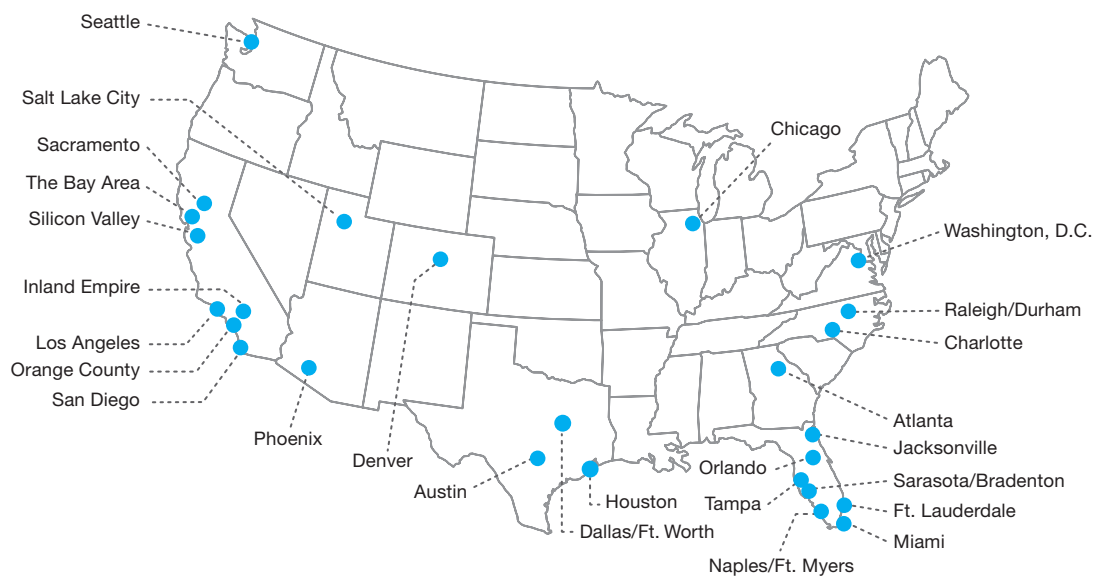 Seattle
Salt Lake City
Sacramento
The Bay Area
Silicon Valley
Inland Empire
Los Angeles
Orange County
San Diego
Phoenix
Denver
Austin
Houston
Dallas/Ft. Worth
Chicago
Washington, D.C.
Raleigh/Durham
Charlotte
Atlanta
Jacksonville
Orlando
Sarasota/Bradenton
Tampa
Ft. Lauderdale
Miami
Naples/Ft. Myers